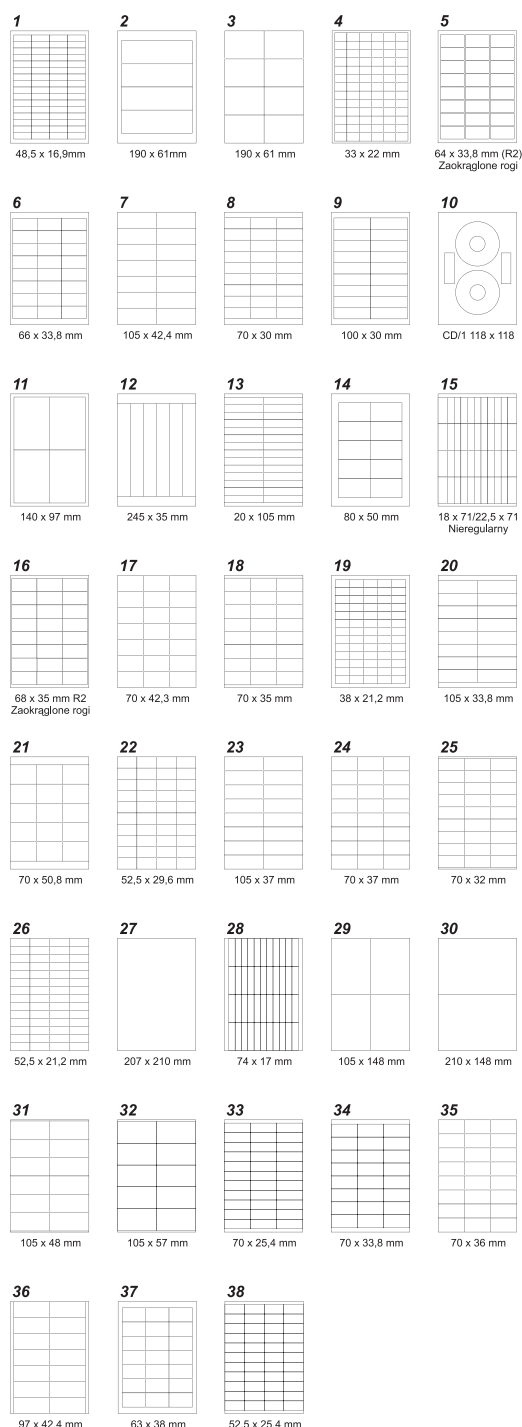 1 2 3 4 5
48,5 x 16,9mm 190 x 61mm 190 x 61 mm 33 x 22 mm 64 x 33,8 mm (R2)
Zaokrąglone rogi
6 7 8 9 10
66 x 33,8 mm 105 x 42,4 mm 70 x 30 mm 100 x 30 mm CD/1 118 x 118
11 12 13 14 15
140 x 97 mm 245 x 35 mm 20 x 105 mm 80 x 50 mm 18 x 71/22,5 x 71
Nieregularny
16 17 18 19 20
68 x 35 mm R2 70 x 42,3 mm 70 x 35 mm 38 x 21,2 mm 105 x 33,8 mm
Zaokrąglone rogi
21 22 23 24 25
70 x 50,8 mm 52,5 x 29,6 mm 105 x 37 mm 70 x 37 mm 70 x 32 mm
26 27 28 29 30
52,5 x 21,2 mm 207 x 210 mm 74 x 17 mm 105 x 148 mm 210 x 148 mm
31 32 33 34 35
105 x 48 mm 105 x 57 mm 70 x 25,4 mm 70 x 33,8 mm 70 x 36 mm
36 37 38
97 x 42,4 mm 63 x 38 mm 52,5 x 25,4 mm